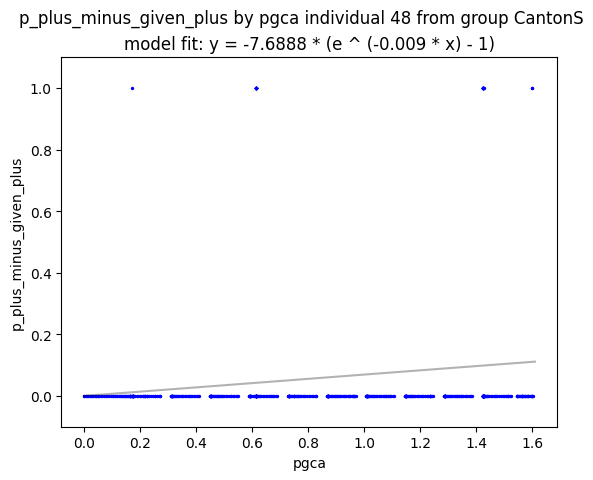 p_plus_minus_given_plus by pgca individual 48 from group CantonS
model fit: y = -7.6888 * (e ^ (-0.009 * x) - 1)
1.0
0.8
0.6
0.4
0.2
0.0
p_plus_minus_given_plus
0.0 0.2 0.4 0.6 0.8 1.0 1.2 1.4 1.6
pgca